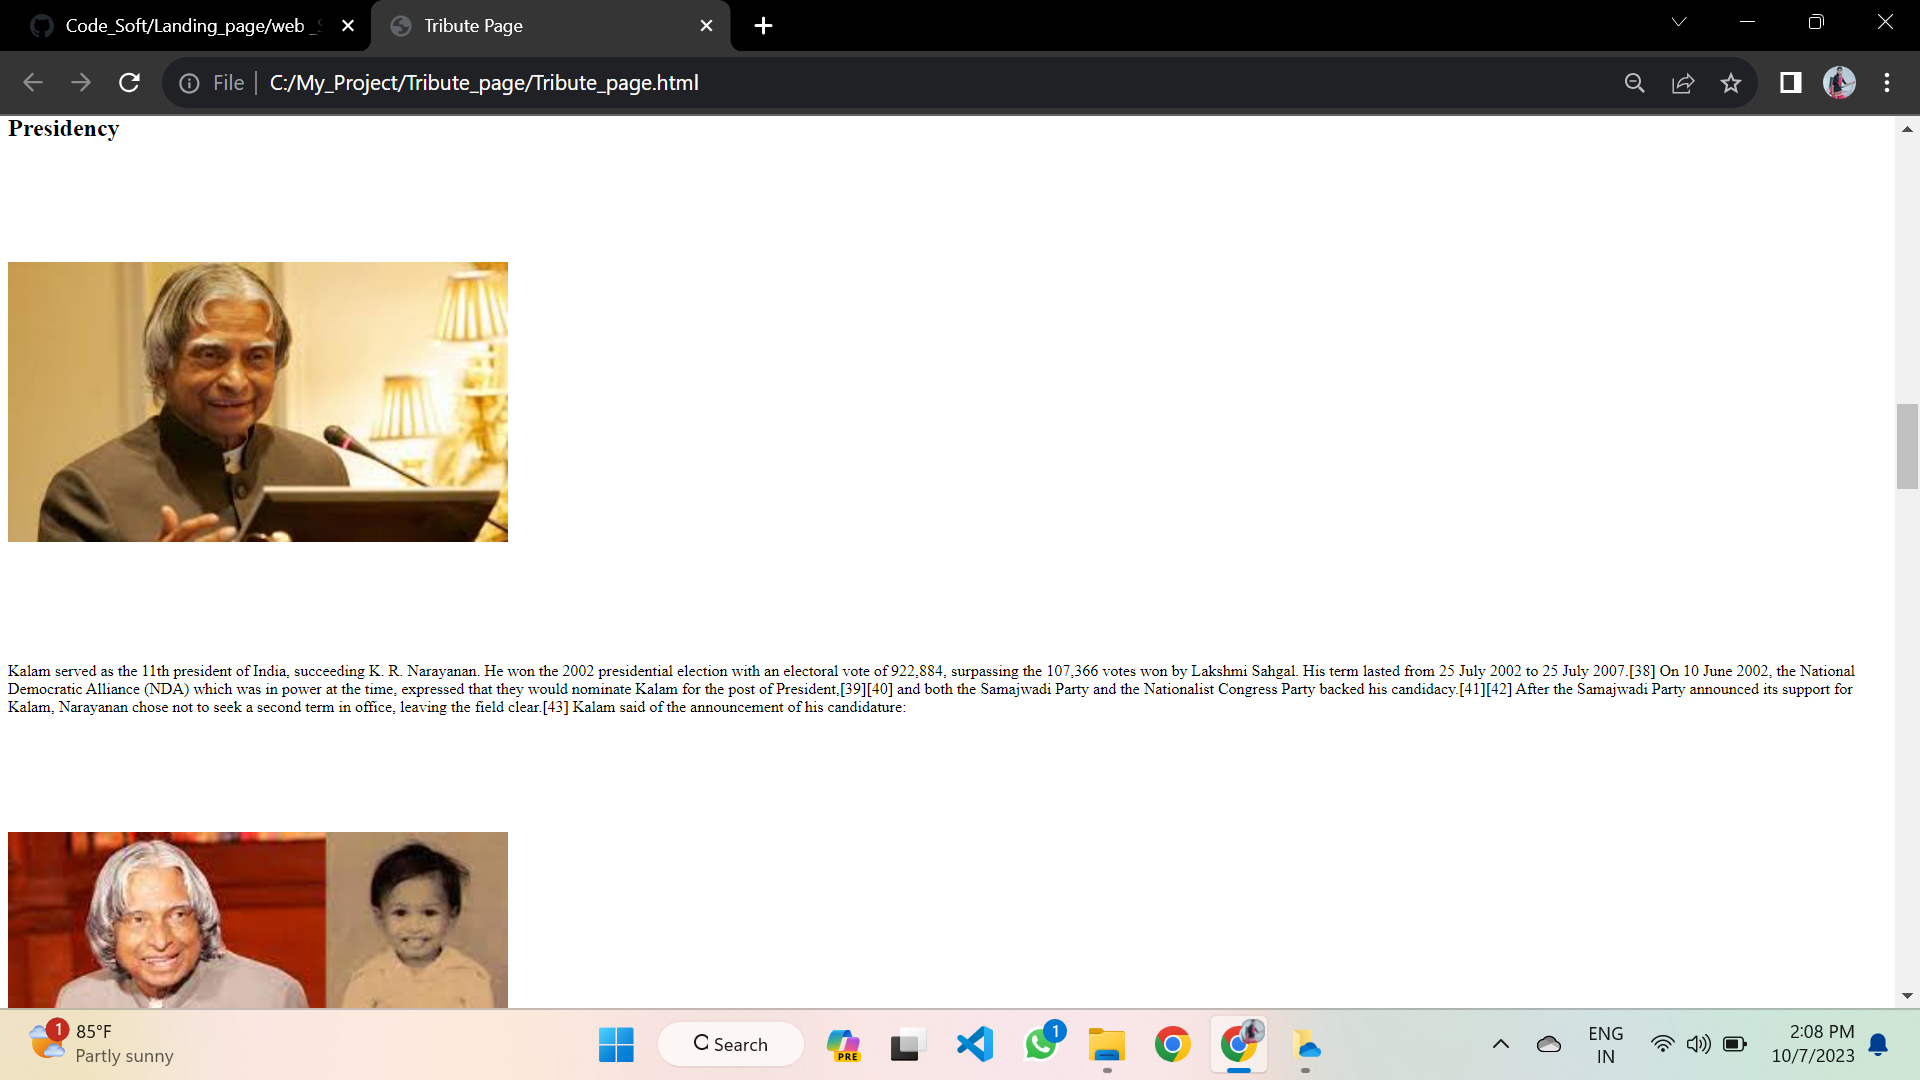 Code_Soft/Landing_page/web_
Tribute Page
File
C:/My_Project/Tribute_page/Tribute_page.html
Presidency
Kalam served as the 11th president of India, succeeding K. R. Narayanan. He won the 2002 presidential election with an electoral vote of 922,884, surpassing the 107,366 votes won by Lakshmi Sahgal. His term lasted from 25 July 2002 to 25 July 2007.[38] On 10 June 2002, the National
Democratic Alliance (NDA) which was in power at the time, expressed that they would nominate Kalam for the post of President,[39][40] and both the Samajwadi Party and the Nationalist Congress Party backed his candidacy.[41][42] After the Samajwadi Party announced its support for
Kalam, Narayanan chose not to seek a second term in office, leaving the field clear.[43] Kalam said of the announcement of his candidature:
1
85°F
Partly sunny
Search
PRE
1
ENG
IN
2:08 PM
10/7/2023